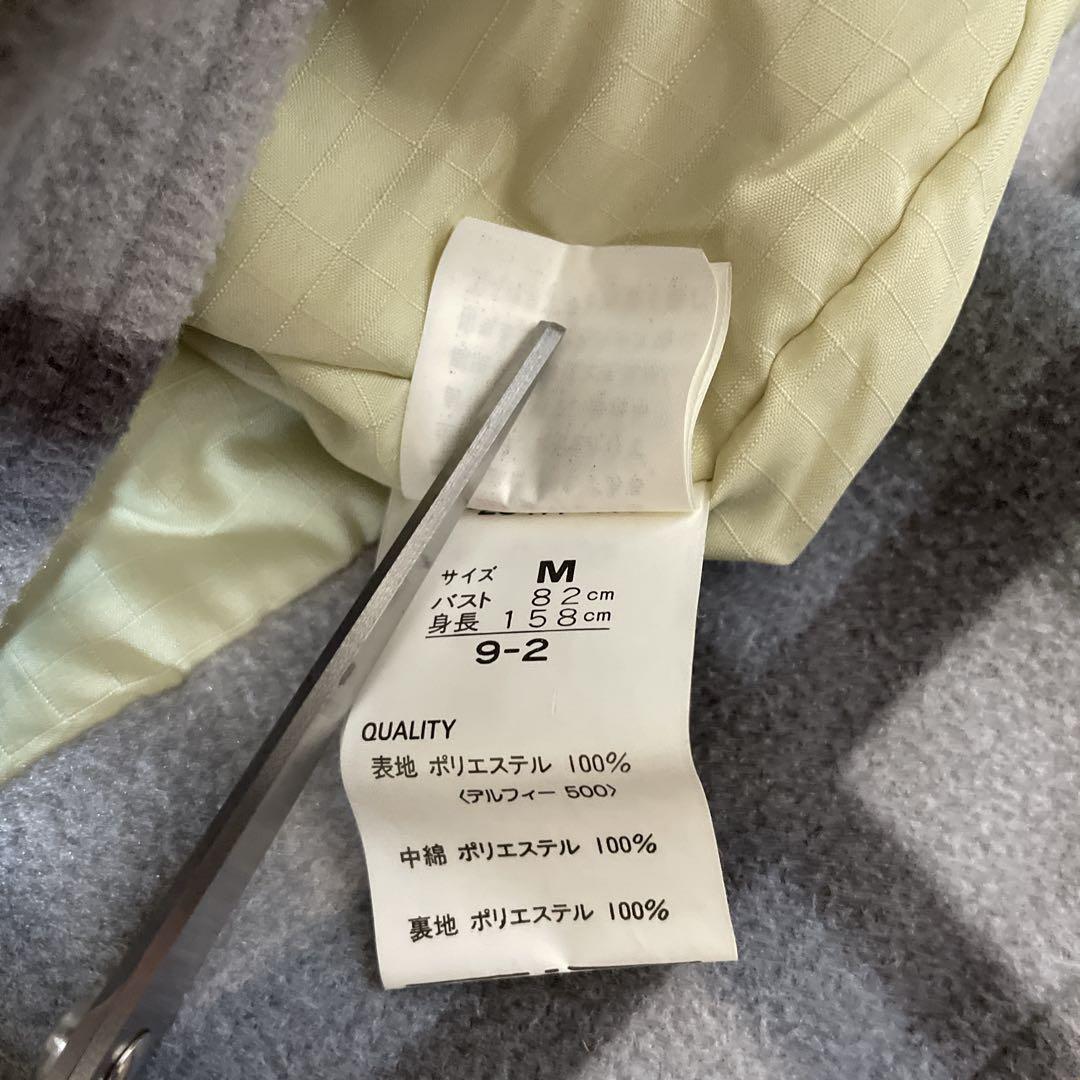 サイズ M
バスト 82cm
身長 158cm
9-2
QUALITY
表地 ポリエステル 100%
〈デルフィー 500〉
中綿 ポリエステル 100%
裏地 ポリエステル 100%